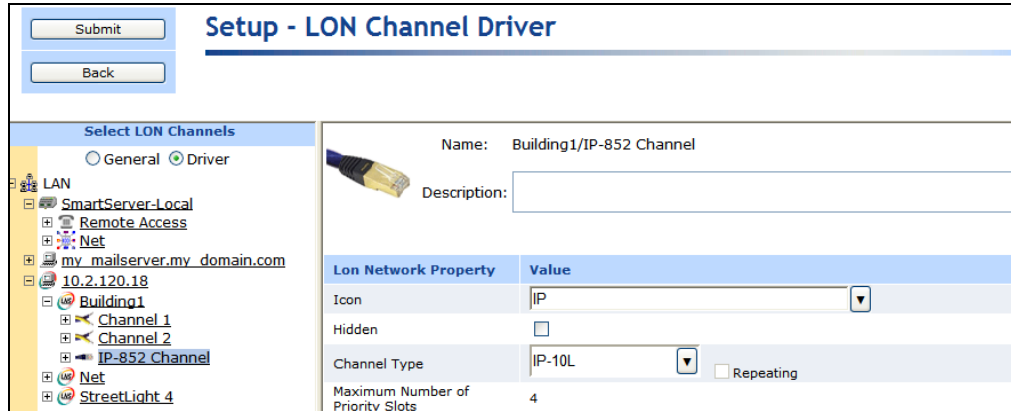 Submit
Setup - LON Channel Driver
Back
Select LON Channels
General Driver
LAN
SmartServer-Local
Remote Access
Net
my_mailserver.my_domain.com
10.2.120.18
Building1
Channel 1
Channel 2
IP-852 Channel
Net
StreetLight 4
Name: Building1/IP-852 Channel
Description:
Lon Network Property Value
Icon IP
Hidden
Channel Type IP-10L Repeating
Maximum Number of
Priority Slots 4